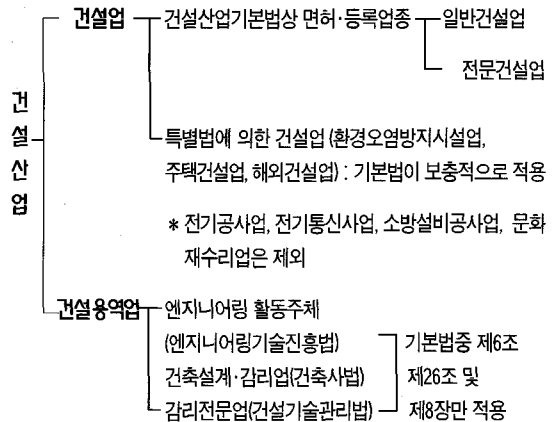 건설산업
건설업
건설산업기본법상 면허·등록업종
일반건설업
전문건설업
특별법에 의한 건설업 (환경오염방지시설업,
주택건설업, 해외건설업) : 기본법이 보충적으로 적용
* 전기공사업, 전기통신사업, 소방설비공사업, 문화
재수리업은 제외
건설용역업
엔지니어링 활동주체
(엔지니어링기술진흥법)
건축설계·감리업(건축사법)
감리전문업(건설기술관리법)
기본법중 제6조
제26조 및
제8장만 적용